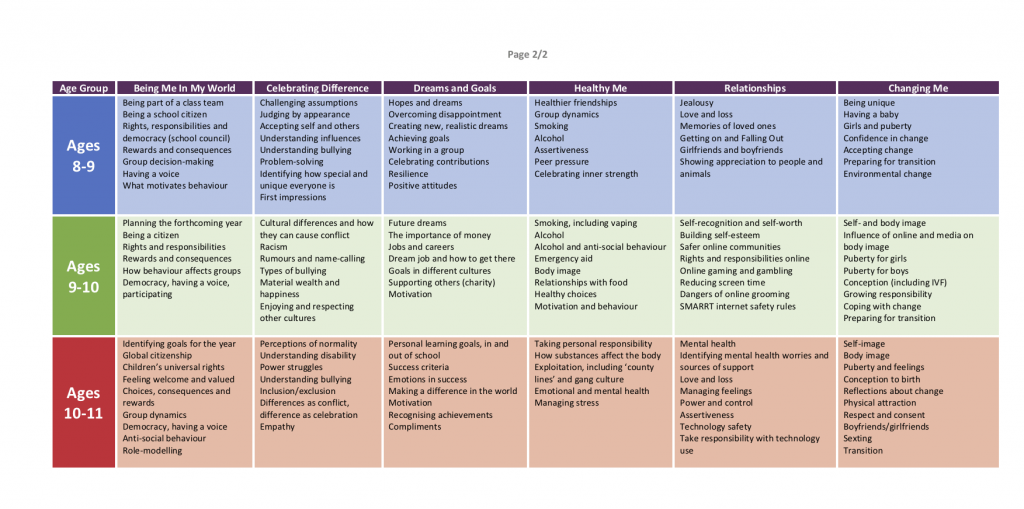 Page 2/2
Age Group
Being Me In My World
Celebrating Difference
Dreams and Goals
Healthy Me
Relationships
Changing Me
Ages
8-9
Being part of a class team
Being a school citizen
Rights, responsibilities and
democracy (school council)
Rewards and consequences
Group decision-making
Having a voice
What motivates behaviour
Challenging assumptions
Judging by appearance
Accepting self and others
Understanding influences
Understanding bullying
Problem-solving
Identifying how special and
unique everyone is
First impressions
Hopes and dreams
Overcoming disappointment
Creating new, realistic dreams
Achieving goals
Working in a group
Celebrating contributions
Resilience
Positive attitudes
Healthier friendships
Group dynamics
Smoking
Alcohol
Assertiveness
Peer pressure
Celebrating inner strength
Jealousy
Love and loss
Memories of loved ones
Getting on and Falling Out
Girlfriends and boyfriends
Showing appreciation to people and
animals
Being unique
Having a baby
Girls and puberty
Confidence in change
Accepting change
Preparing for transition
Environmental change
Ages
9-10
Planning the forthcoming year
Being a citizen
Rights and responsibilities
Rewards and consequences
How behaviour affects groups
Democracy, having a voice,
participating
Cultural differences and how
they can cause conflict
Racism
Rumours and name-calling
Types of bullying
Material wealth and
happiness
Enjoying and respecting
other cultures
Future dreams
The importance of money
Jobs and careers
Dream job and how to get there
Goals in different cultures
Supporting others (charity)
Motivation
Smoking, including vaping
Alcohol
Alcohol and anti-social behaviour
Emergency aid
Body image
Relationships with food
Healthy choices
Motivation and behaviour
Self-recognition and self-worth
Building self-esteem
Safer online communities
Rights and responsibilities online
Online gaming and gambling
Reducing screen time
Dangers of online grooming
SMARRT internet safety rules
Self- and body image
Influence of online and media on
body image
Puberty for girls
Puberty for boys
Conception (including IVF)
Growing responsibility
Coping with change
Preparing for transition
Ages
10-11
Identifying goals for the year
Global citizenship
Children's universal rights
Feeling welcome and valued
Choices, consequences and
rewards
Group dynamics
Democracy, having a voice
Anti-social behaviour
Role-modelling
Perceptions of normality
Understanding disability
Power struggles
Understanding bullying
Inclusion/exclusion
Differences as conflict,
difference as celebration
Empathy
Personal learning goals, in and
out of school
Success criteria
Emotions in success
Making a difference in the world
Motivation
Recognising achievements
Compliments
Taking personal responsibility
How substances affect the body
Exploitation, including 'county
lines' and gang culture
Emotional and mental health
Managing stress
Mental health
Identifying mental health worries and
sources of support
Love and loss
Managing feelings
Power and control
Assertiveness
Technology safety
Take responsibility with technology
use
Self-image
Body image
Puberty and feelings
Conception to birth
Reflections about change
Physical attraction
Respect and consent
Boyfriends/girlfriends
Sexting
Transition